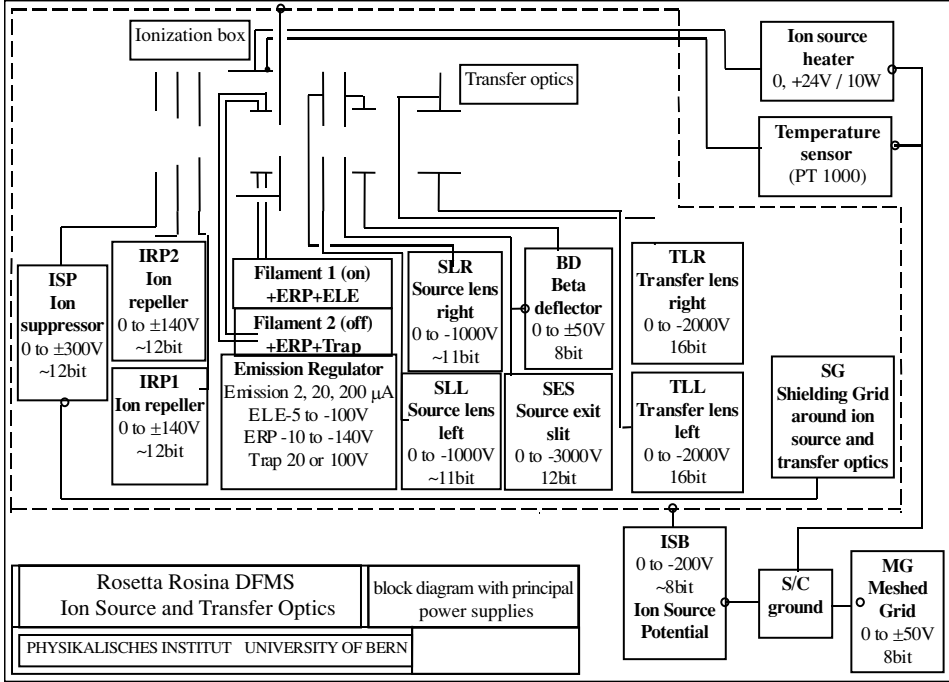 Ionization box
Transfer optics
Ion source
heater
0, +24V / 10W
Temperature
sensor
(PT 1000)
ISP
Ion
suppressor
0 to ±300V
~12bit
IRP2
Ion
repeller
0 to ±140V
~12bit
IRP1
Ion repeller
0 to ±140V
~12bit
Filament 1 (on)
+ERP+ELE
Filament 2 (off)
+ERP+Trap
Emission Regulator
Emission 2, 20, 200 µA
ELE-5 to -100V
ERP -10 to -140V
Trap 20 or 100V
SLR
Source lens
right
0 to -1000V
~11bit
SLL
Source lens
left
0 to -1000V
~11bit
BD
Beta
deflector
0 to ±50V
8bit
SES
Source exit
slit
0 to -3000V
12bit
TLR
Transfer lens
right
0 to -2000V
16bit
TLL
Transfer lens
left
0 to -2000V
16bit
SG
Shielding Grid
around ion
source and
transfer optics
ISB
0 to -200V
~8bit
Ion Source
Potential
S/C
ground
MG
Meshed
Grid
0 to ±50V
8bit
Rosetta Rosina DFMS
Ion Source and Transfer Optics
block diagram with principal
power supplies
PHYSIKALISCHES INSTITUT UNIVERSITY OF BERN